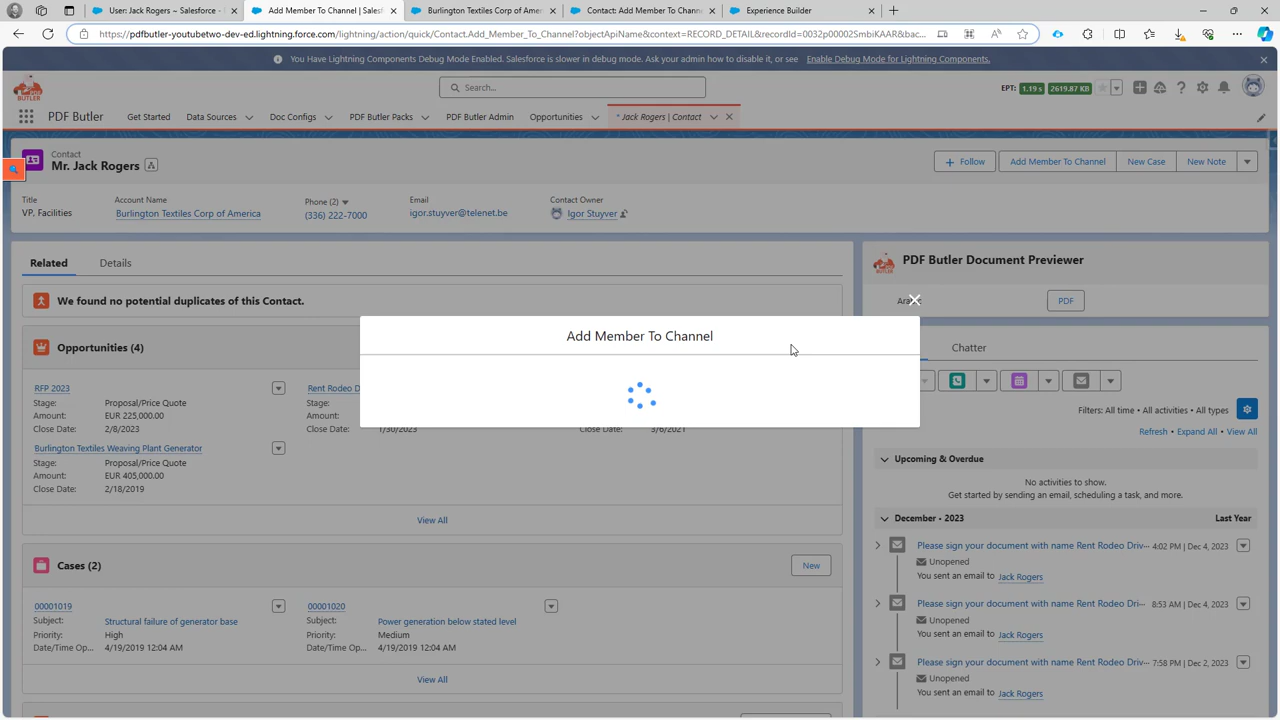 User: Jack Rogers ~ Salesforce -
Add Member To Channel | Salesf
Burlington Textiles Corp of Americ
Contact: Add Member To Channel
Experience Builder
https://pdfbutler-youtubetwo-dev-ed.lightning.force.com/lightning/action/quick/Contact.Add_Member_To_Channel?objectApiName&context=RECORD_DETAIL&recordId=0032p00002SmbiKAAR&bac...
You Have Lightning Components Debug Mode Enabled. Salesforce is slower in debug mode. Ask your admin how to disable it, or see Enable Debug Mode for Lightning Components.
BUTLER
Search...
EPT: 1.19 s 2619.87 KB
PDF Butler
Get Started
Data Sources
Doc Configs
PDF Butler Packs
PDF Butler Admin
Opportunities
* Jack Rogers | Contact
Contact
Mr. Jack Rogers
+ Follow
Add Member To Channel
New Case
New Note
Title
VP, Facilities
Account Name
Burlington Textiles Corp of America
Phone (2)
(336) 222-7000
Email
igor.stuyver@telenet.be
Contact Owner
Igor Stuyver
Related
Details
We found no potential duplicates of this Contact.
Opportunities (4)
RFP 2023
Stage: Proposal/Price Quote
Amount: EUR 225,000.00
Close Date: 2/8/2023
Rent Rodeo D
Stage:
Amount:
Close Date: 1/30/2023
Close Date: 3/6/2021
Burlington Textiles Weaving Plant Generator
Stage: Proposal/Price Quote
Amount: EUR 405,000.00
Close Date: 2/18/2019
View All
Add Member To Channel
Cases (2)
New
00001019
Subject: Structural failure of generator base
Priority: High
Date/Time Op... 4/19/2019 12:04 AM
00001020
Subject: Power generation below stated level
Priority: Medium
Date/Time Op... 4/19/2019 12:04 AM
View All
BUTLER
PDF Butler Document Previewer
PDF
Chatter
Filters: All time • All activities • All types
Refresh • Expand All • View All
Upcoming & Overdue
No activities to show.
Get started by sending an email, scheduling a task, and more.
December • 2023
Last Year
Please sign your document with name Rent Rodeo Driv... 4:02 PM | Dec 4, 2023
Unopened
You sent an email to Jack Rogers
Please sign your document with name Rent Rodeo Dri... 8:53 AM | Dec 4, 2023
Unopened
You sent an email to Jack Rogers
Please sign your document with name Rent Rodeo Driv... 7:58 PM | Dec 2, 2023
Unopened
You sent an email to Jack Rogers